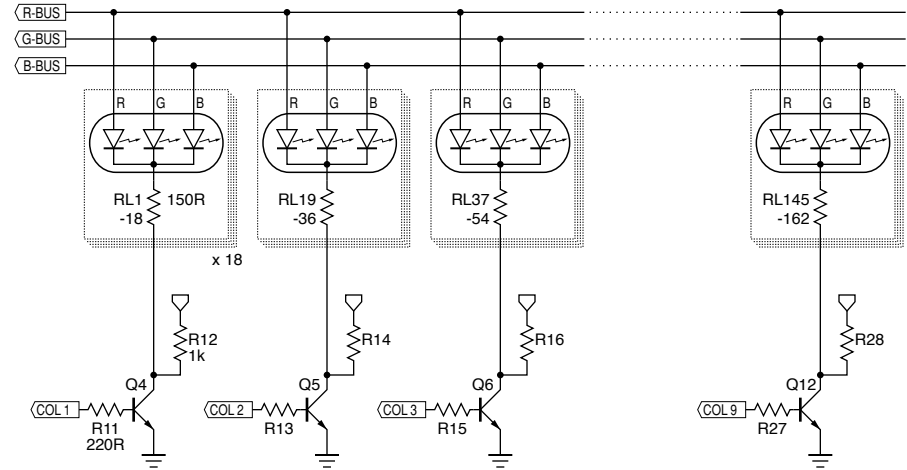 R-BUS
G-BUS
B-BUS
R G B R G B R G B R G B
RL1 150R RL19 RL37 RL145
-18 -36 -54 -162
x 18
R12 R14 R16 R28
1k
Q4 Q5 Q6 Q12
COL 1 COL 2 COL 3 COL 9
R11 R13 R15 R27
220R